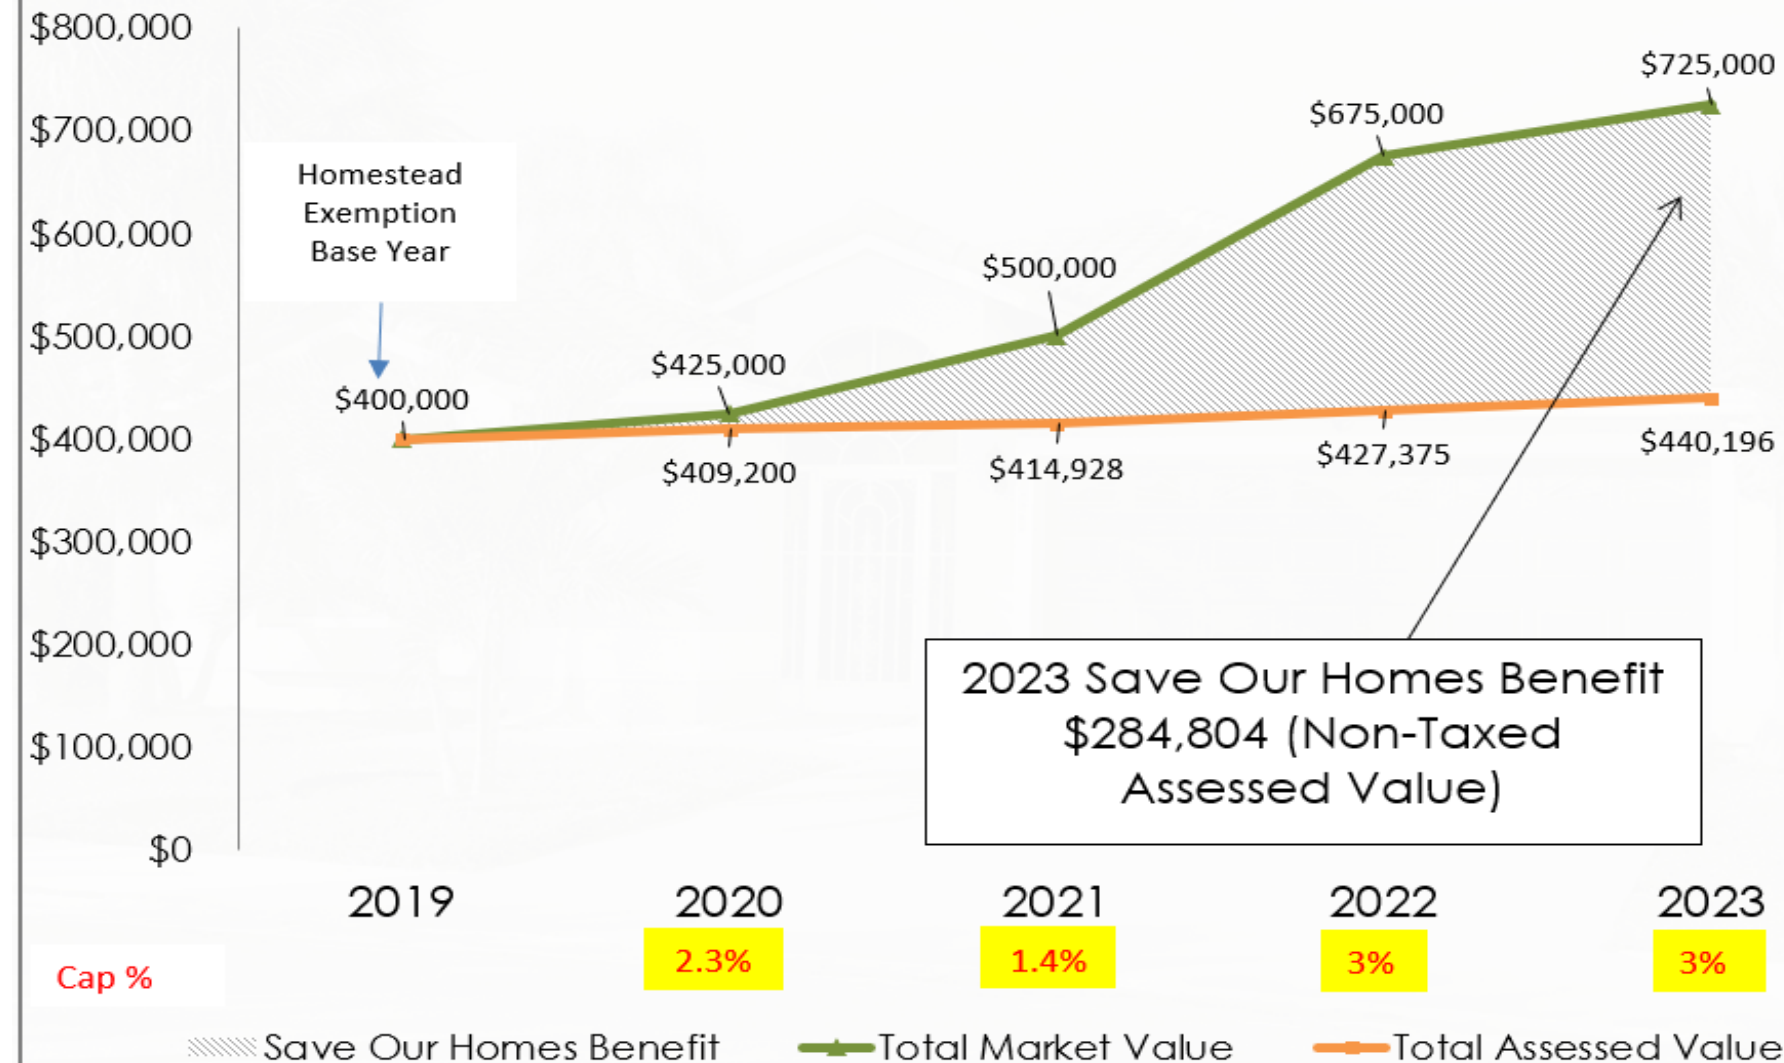 $800,000
$700,000
$600,000
$500,000
$400,000
$300,000
$200,000
$100,000
$0
Homestead
Exemption
Base Year
$400,000
$425,000
$500,000
$675,000
$725,000
$409,200
$414,928
$427,375
$440,196
2023 Save Our Homes Benefit
$284,804 (Non-Taxed
Assessed Value)
2019 2020 2021 2022 2023
Cap % 2.3% 1.4% 3% 3%
Save Our Homes Benefit Total Market Value Total Assessed Value